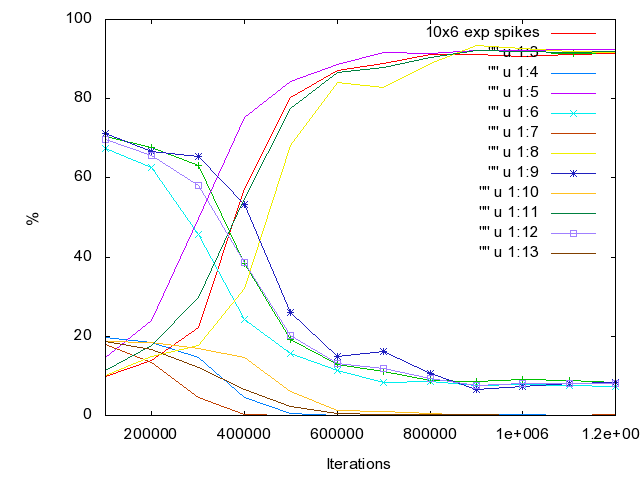 100
80
60
40
20
0
%
10x6 exp spikes
"" u 1:3
"" u 1:4
"" u 1:5
"" u 1:6
"" u 1:7
"" u 1:8
"" u 1:9
"" u 1:10
"" u 1:11
"" u 1:12
"" u 1:13
200000 400000 600000 800000 1e+006 1.2e+00
Iterations